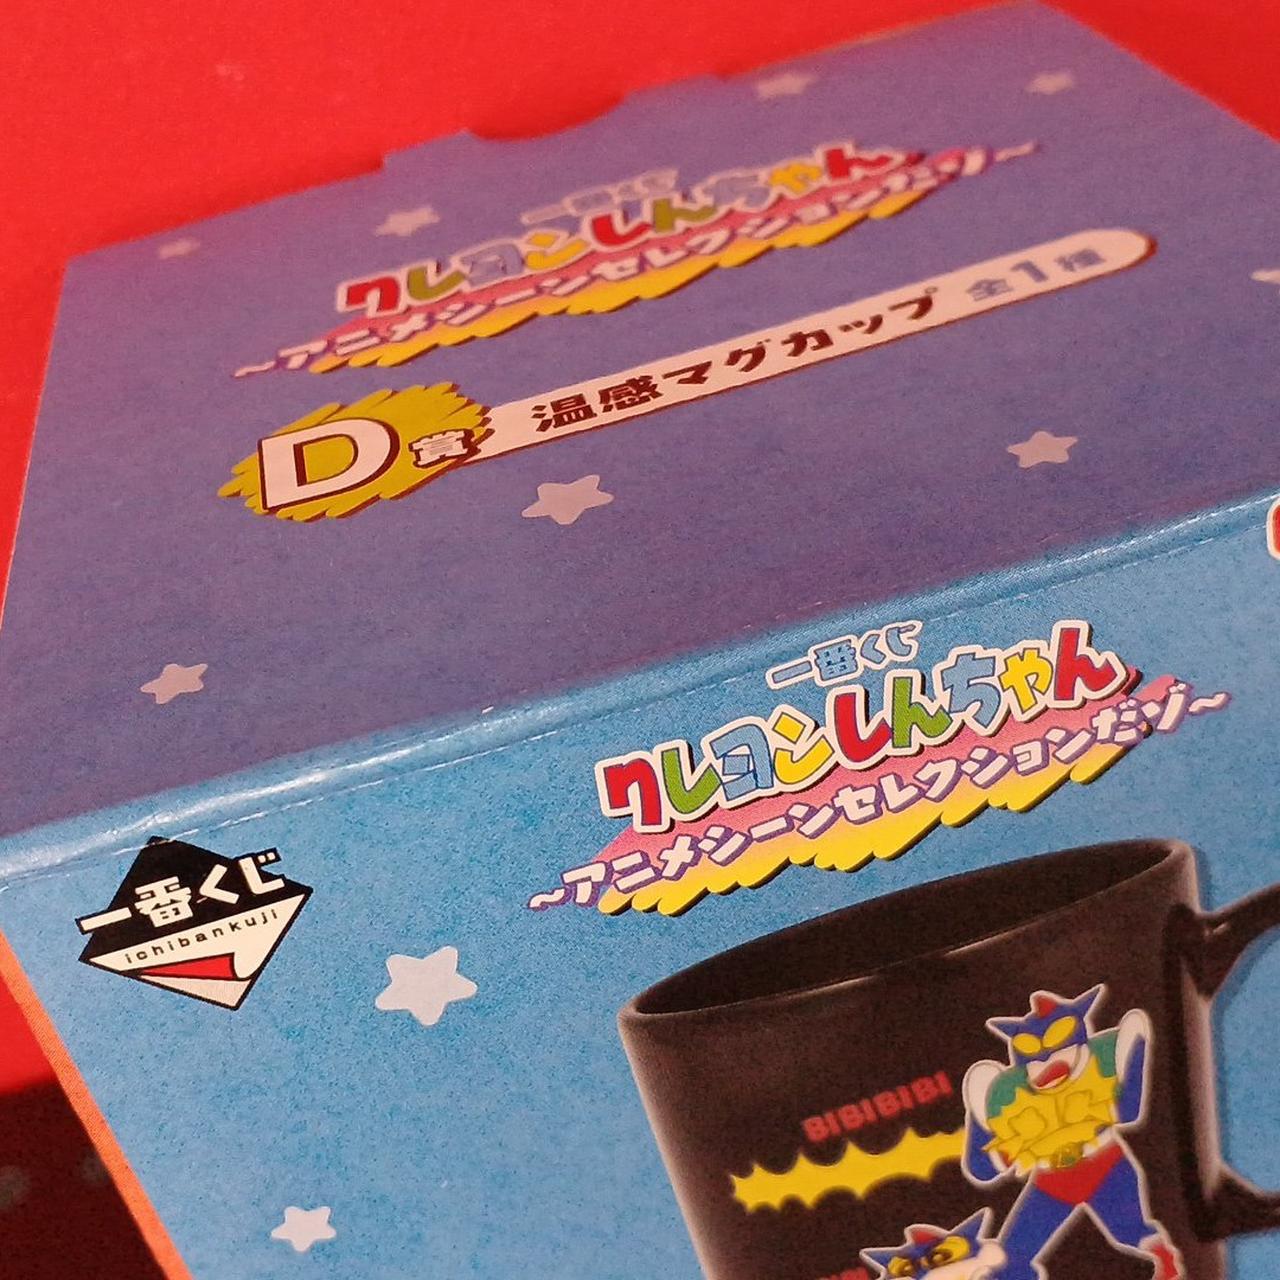 一番くじ
クレヨンしんちゃん
～アニメシーンセレクションだゾ～
D賞 温感マグカップ 全1種
一番くじ
クレヨンしんちゃん
～アニメシーンセレクションだゾ～
一番くじ
ichibankuji
BIBIBIBI